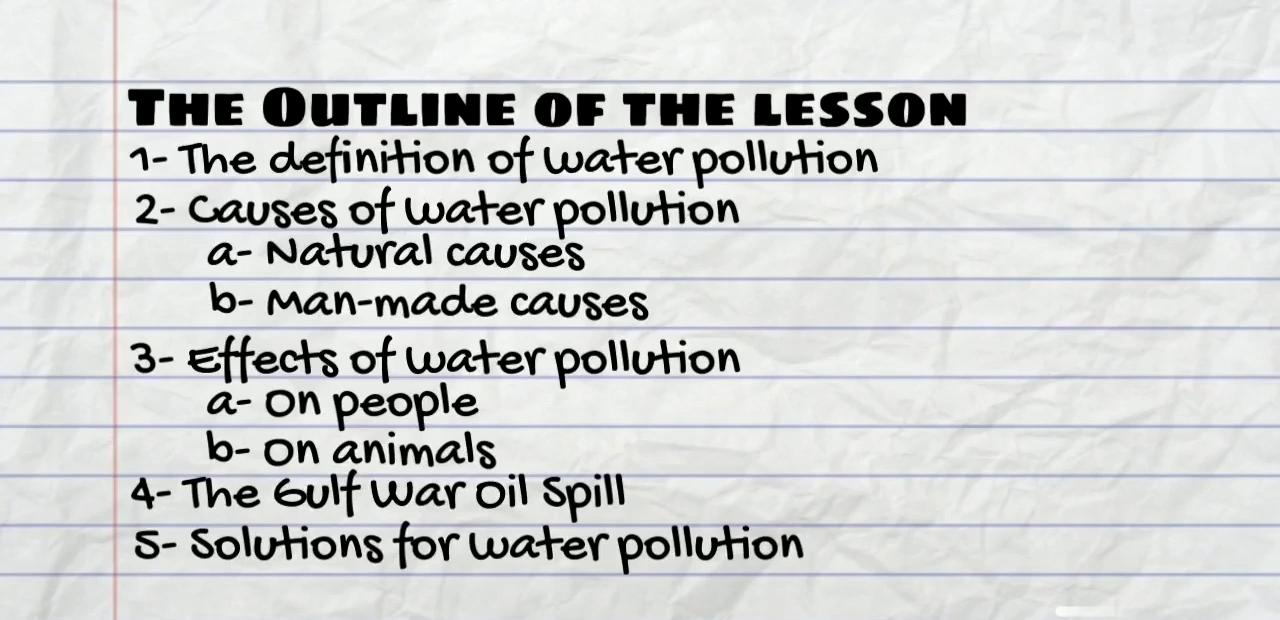 The Outline of the lesson
1- The definition of water pollution
2- Causes of water pollution
a- Natural causes
b- Man-made causes
3- Effects of water pollution
a- On people
b- On animals
4- The Gulf War Oil Spill
5- Solutions for water pollution